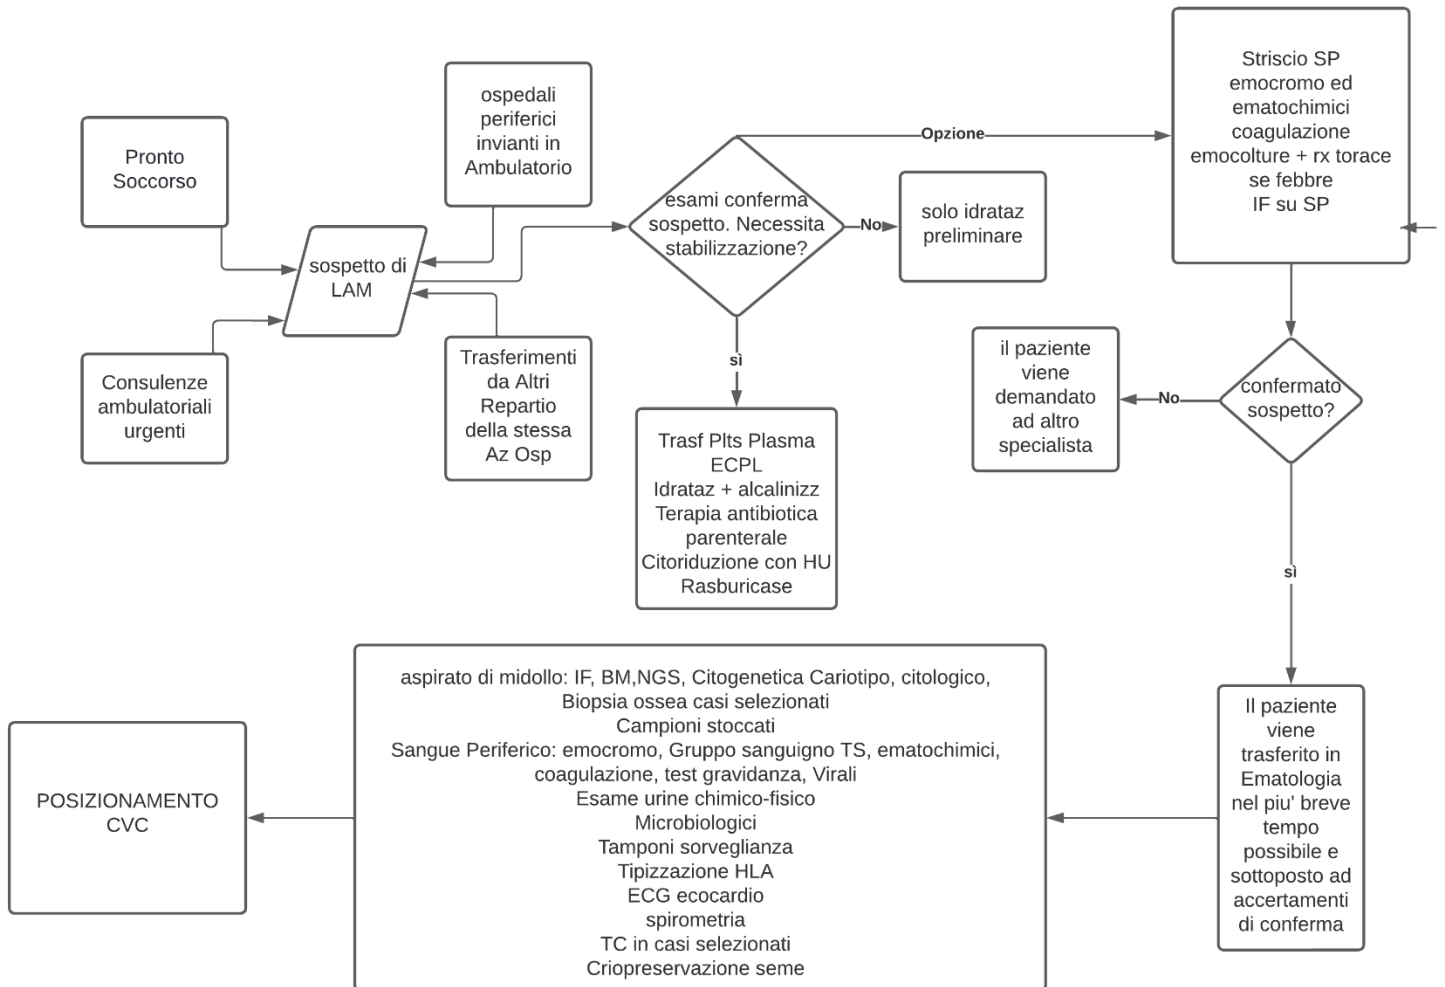 Pronto
Soccorso
ospedali
periferici
invianti in
Ambulatorio
sospetto di
LAM
Consulenze
ambulatoriali
urgenti
Trasferimenti
da Altri
Repartio
della stessa
Az Osp
esami conferma
sospetto. Necessita
stabilizzazione?
Opzione
No
solo idrataz
preliminare
sì
Trasf Plts Plasma
ECPL
Idrataz + alcalinizz
Terapia antibiotica
parenterale
Citoriduzione con HU
Rasburicase
Striscio SP
emocromo ed
ematochimici
coagulazione
emocolture + rx torace
se febbre
IF su SP
confermato
sospetto?
No
il paziente
viene
demandato
ad altro
specialista
sì
Il paziente
viene
trasferito in
Ematologia
nel piu' breve
tempo
possibile e
sottoposto ad
accertamenti
di conferma
aspirato di midollo: IF, BM,NGS, Citogenetica Cariotipo, citologico,
Biopsia ossea casi selezionati
Campioni stoccati
Sangue Periferico: emocromo, Gruppo sanguigno TS, ematochimici,
coagulazione, test gravidanza, Virali
Esame urine chimico-fisico
Microbiologici
Tamponi sorveglianza
Tipizzazione HLA
ECG ecocardio
spirometria
TC in casi selezionati
Criopreservazione seme
POSIZIONAMENTO
CVC